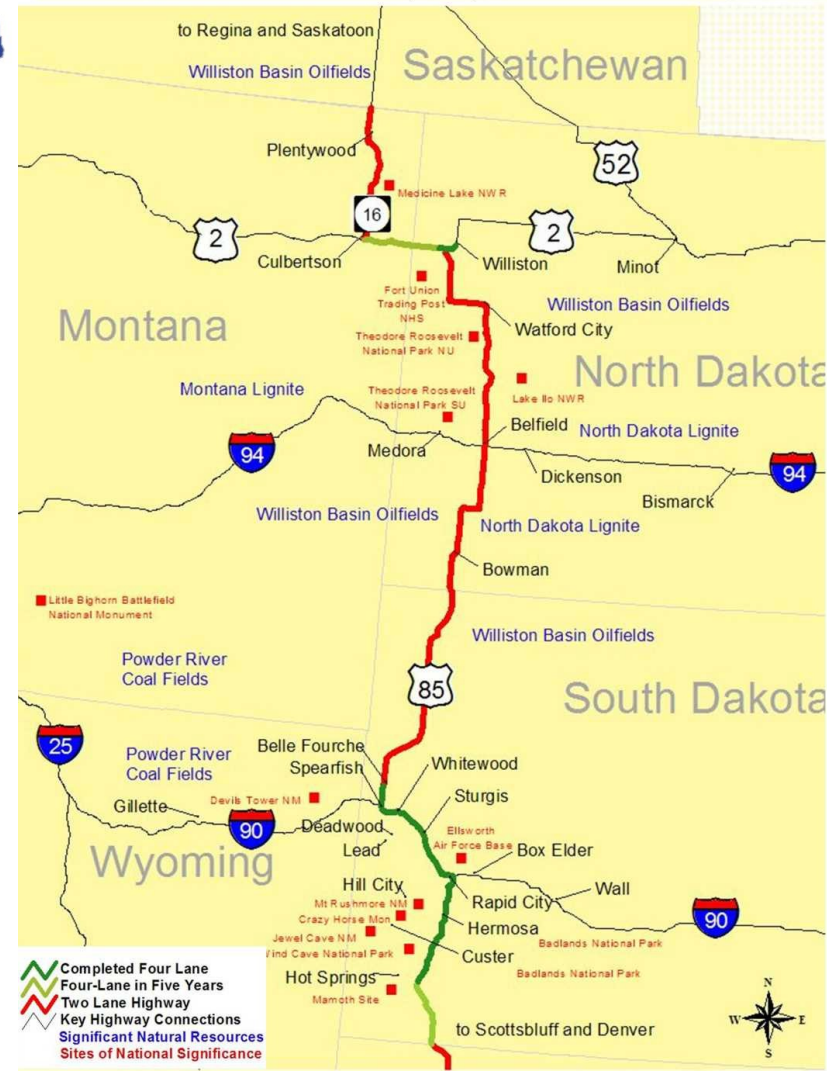 to Regina and Saskatoon
Saskatchewan
Williston Basin Oilfields
Plentywood
52
Medicine Lake NWR
16
2
2
Culbertson
Williston
Minot
Fort Union
Trading Post
NHS
Williston Basin Oilfields
Montana
Watford City
Theodore Roosevelt
National Park NU
North Dakota
Montana Lignite
Theodore Roosevelt
National Park SU
Lake Ilo NWR
Belfield
North Dakota Lignite
94
Medora
94
Dickenson
Bismarck
Williston Basin Oilfields
North Dakota Lignite
Bowman
Little Bighorn Battlefield
National Monument
Williston Basin Oilfields
Powder River
Coal Fields
85
South Dakota
25
Belle Fourche
Powder River
Coal Fields
Spearfish
Whitewood
Sturgis
Gillette
Devils Tower NM
90
Deadwood
Ellsworth
Air Force Base
Lead
Box Elder
Wyoming
Hill City
Wall
Mt Rushmore NM
Rapid City
Crazy Horse Mon
90
Hermosa
Jewel Cave NM
Badlands National Park
Wind Cave National Park
Custer
Completed Four Lane
Hot Springs
Badlands National Park
Four-Lane in Five Years
N
Two Lane Highway
Mamoth Site
Key Highway Connections
W
E
to Scottsbluff and Denver
Significant Natural Resources
Sites of National Significance
S